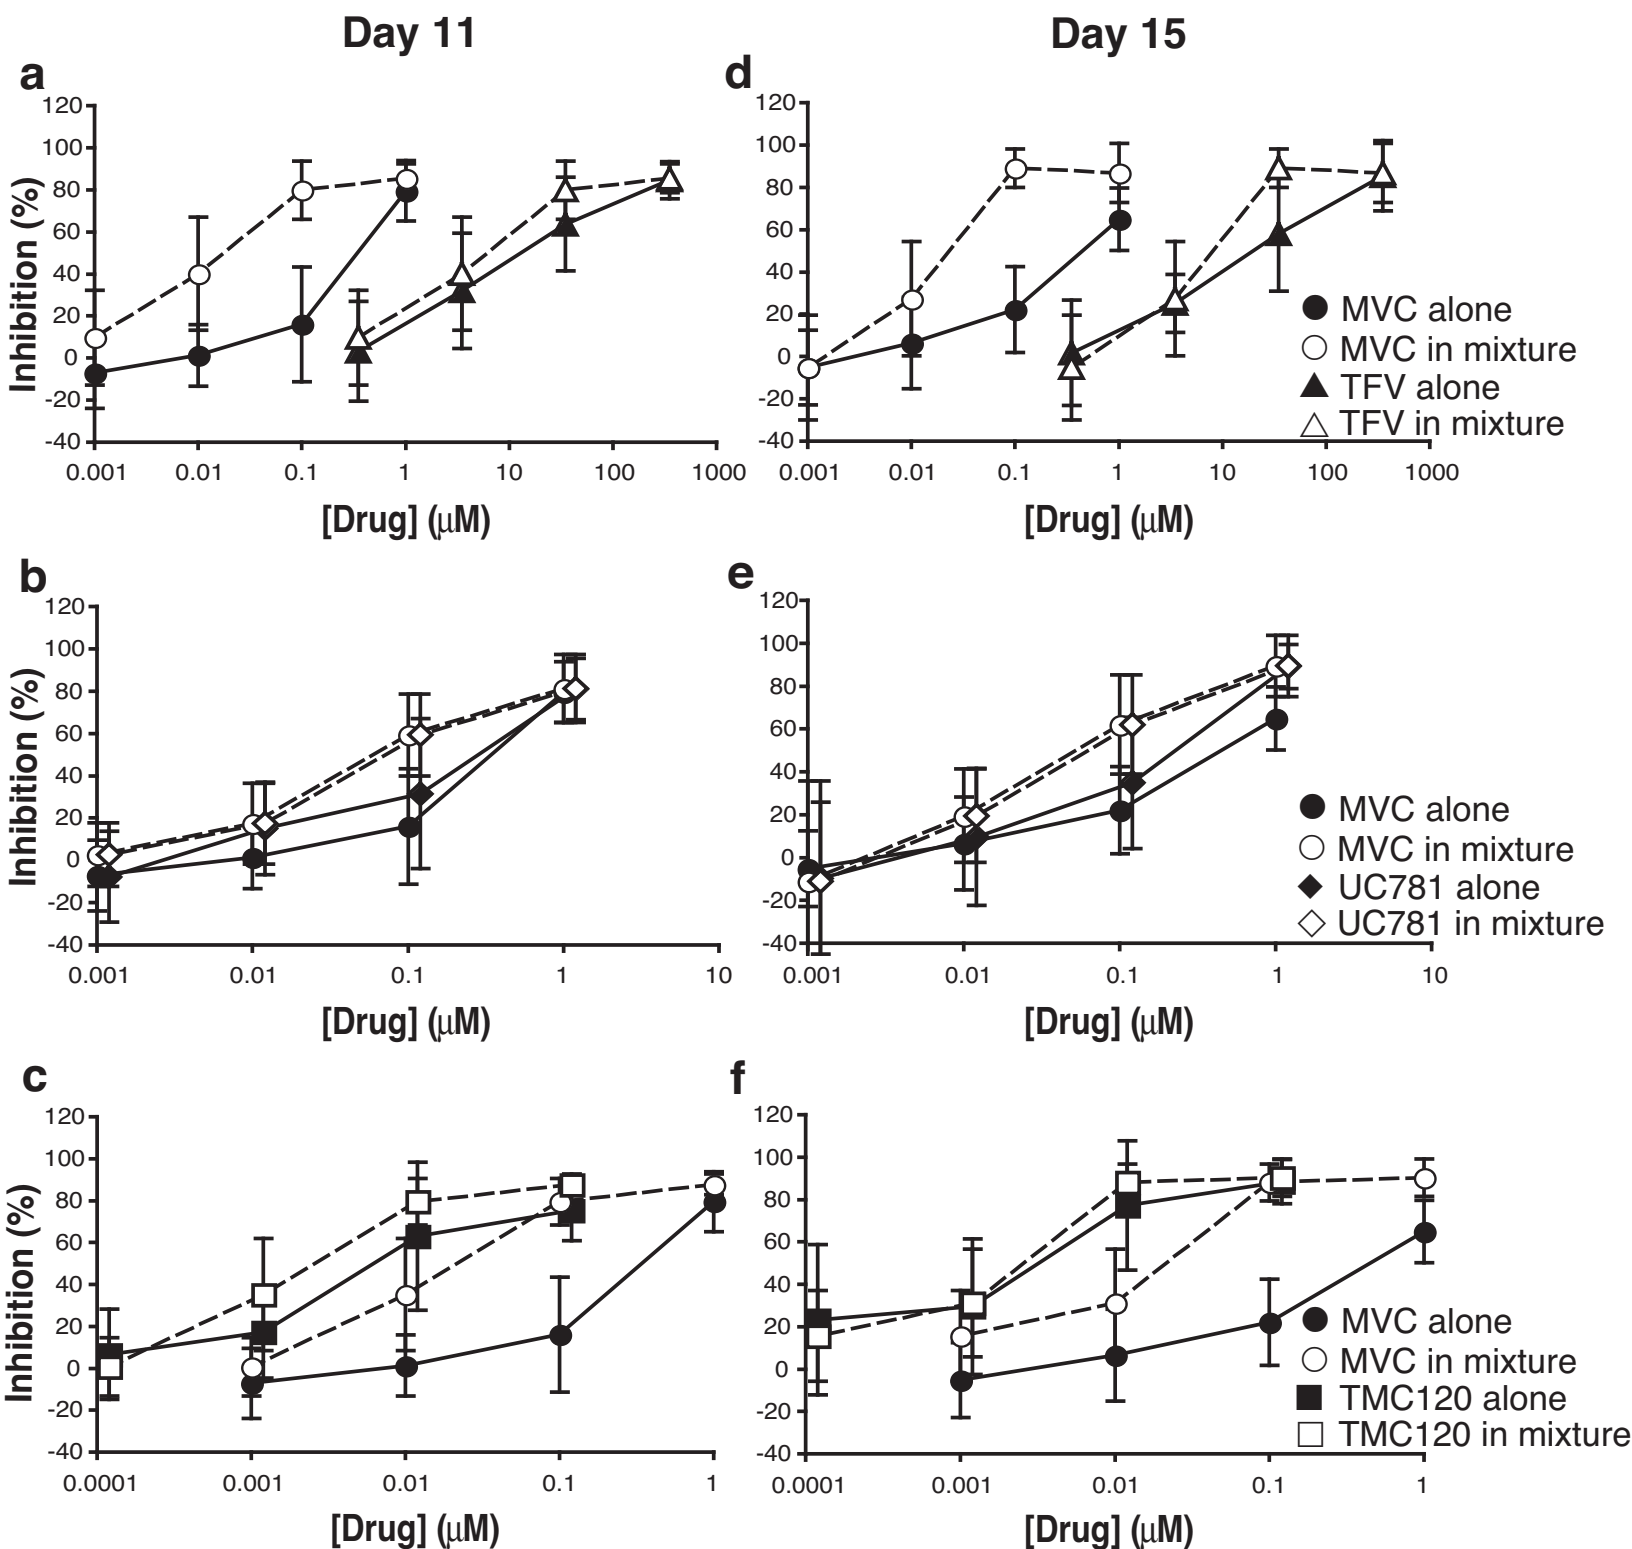 Day 11
Day 15
a
120
100
80
60
40
20
0
-20
-40
Inhibition (%)
0.001 0.01 0.1 1 10 100 1000
[Drug] (μM)
d
120
100
80
60
40
20
0
-20
-40
0.001 0.01 0.1 1 10 100 1000
[Drug] (μM)
MVC alone
MVC in mixture
TFV alone
TFV in mixture
b
120
100
80
60
40
20
0
-20
-40
Inhibition (%)
0.001 0.01 0.1 1 10
[Drug] (μM)
e
120
100
80
60
40
20
0
-20
-40
0.001 0.01 0.1 1 10
[Drug] (μM)
MVC alone
MVC in mixture
UC781 alone
UC781 in mixture
c
120
100
80
60
40
20
0
-20
-40
Inhibition (%)
0.0001 0.001 0.01 0.1 1
[Drug] (μM)
f
120
100
80
60
40
20
0
-20
-40
0.0001 0.001 0.01 0.1 1
[Drug] (μM)
MVC alone
MVC in mixture
TMC120 alone
TMC120 in mixture